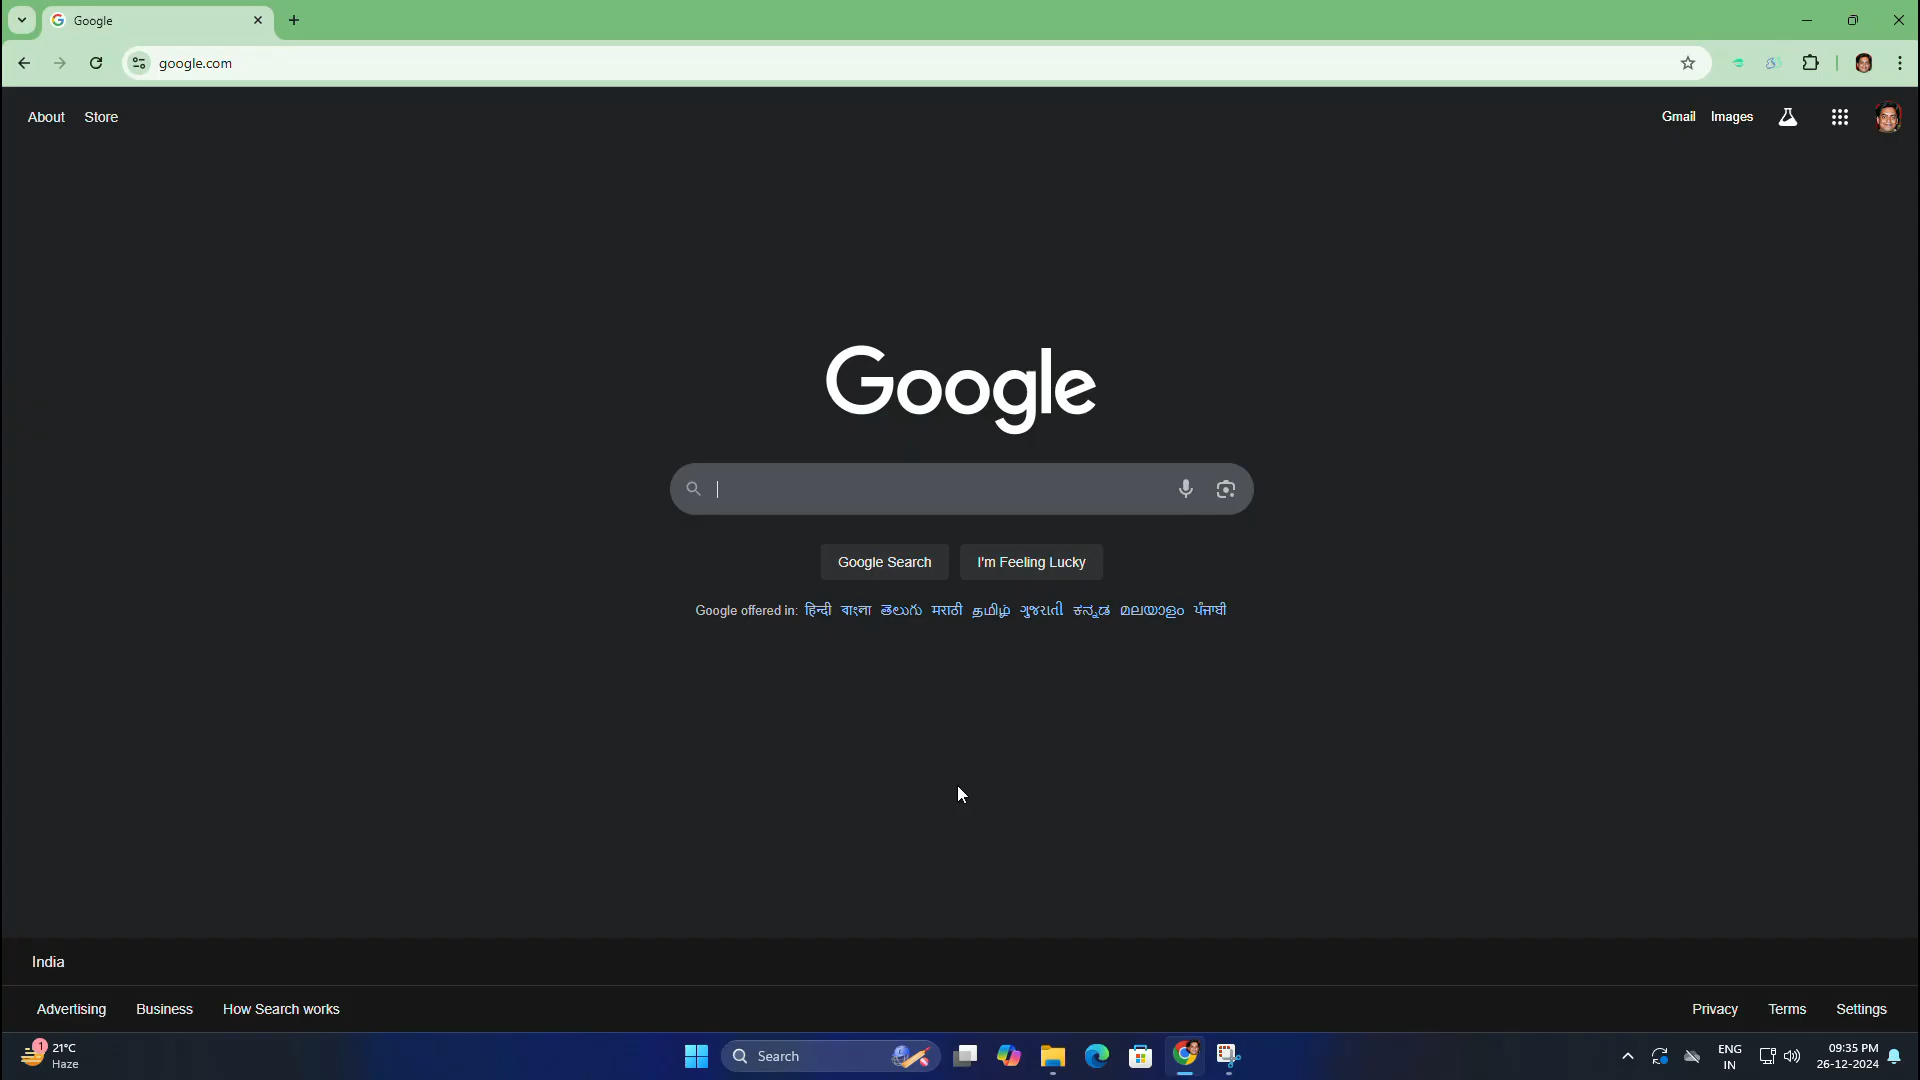 Google
google.com
About Store
Gmail Images
Google
Google Search I'm Feeling Lucky
Google offered in: हिन्दी বাংলা తెలుగు मराठी தமிழ் ગુજરાતી ಕನ್ನಡ മലയാളം ਪੰਜਾਬੀ
India
Advertising Business How Search works
Privacy Terms Settings
1
21°C
Haze
Search
ENG
IN
09:35 PM
26-12-2024